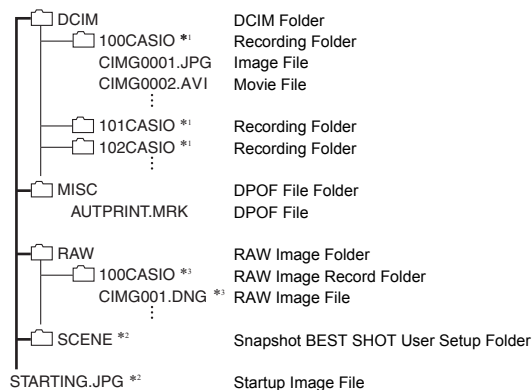 DCIM DCIM Folder
100CASIO *1 Recording Folder
CIMG0001.JPG Image File
CIMG0002.AVI Movie File
101CASIO *1 Recording Folder
102CASIO *1 Recording Folder
MISC DPOF File Folder
AUTPRINT.MRK DPOF File
RAW RAW Image Folder
100CASIO *3 RAW Image Record Folder
CIMG001.DNG *3 RAW Image File
SCENE *2 Snapshot BEST SHOT User Setup Folder
STARTING.JPG *2 Startup Image File